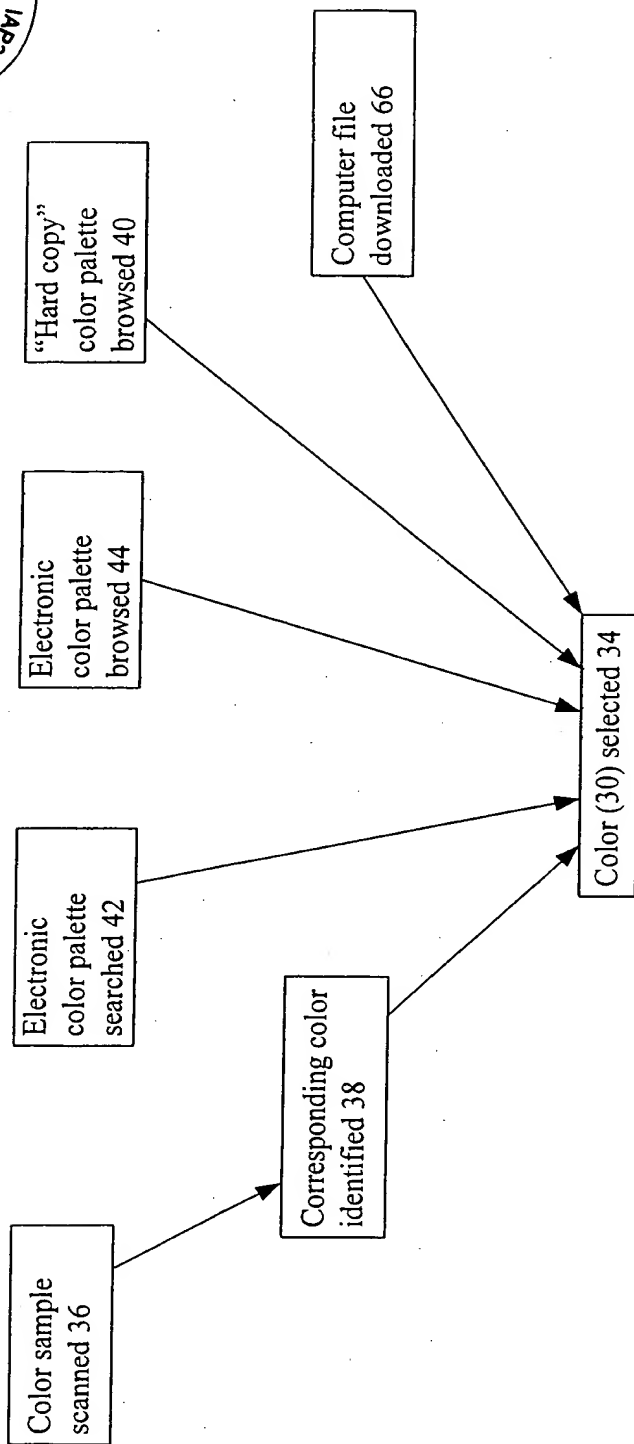 Color sample
scanned 36
Electronic
color palette
searched 42
Electronic
color palette
browsed 44
“Hard copy”
color palette
browsed 40
Corresponding color
identified 38
Computer file
downloaded 66
Color (30) selected 34